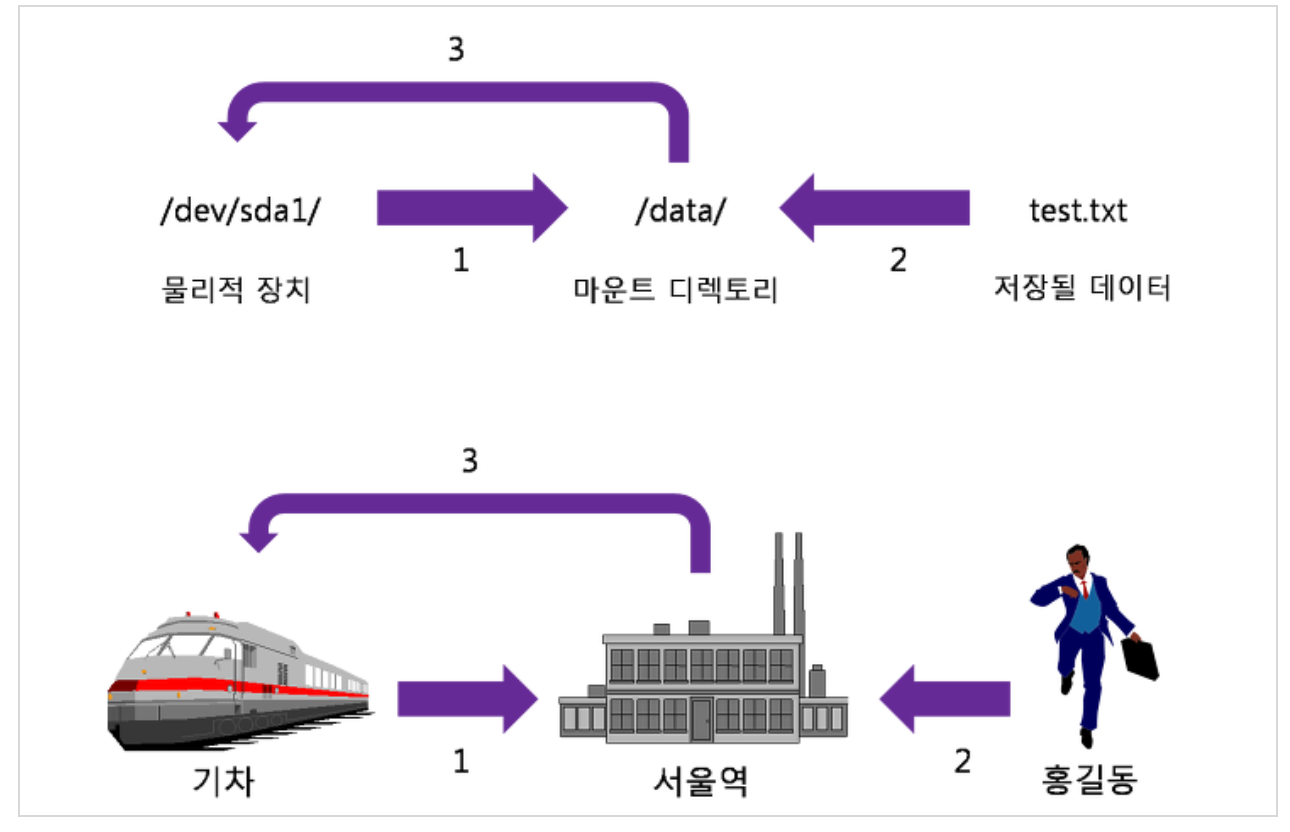 3
/dev/sda1/
/data/
test.txt
1
2
물리적 장치
마운트 디렉토리
저장될 데이터
3
1
2
기차
서울역
홍길동